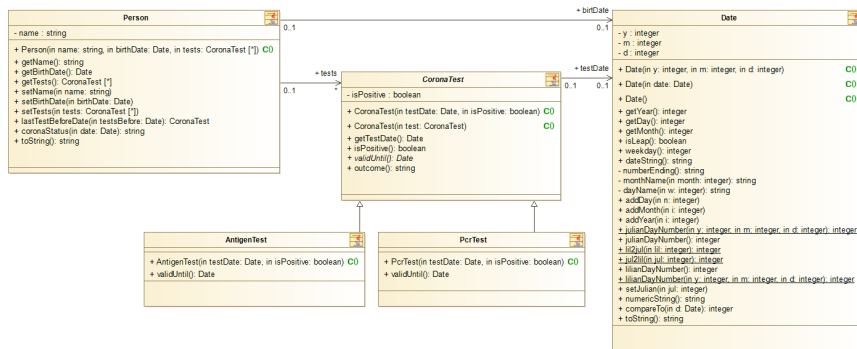 Person
- name : string
+ Person(in name: string, in birthDate: Date, in tests: CoronaTest [*]) C()
+ getName(): string
+ getBirthDate(): Date
+ getTests(): CoronaTest [*]
+ setName(in name: string)
+ setBirthDate(in birthDate: Date)
+ setTests(in tests: CoronaTest [*])
+ lastTestBeforeDate(in testsBefore: Date): CoronaTest
+ coronaStatus(in date: Date): string
+ toString(): string
0..1
+ birtDate
0..1
0..1
+ tests
*
CoronaTest
- isPositive : boolean
+ CoronaTest(in testDate: Date, in isPositive: boolean) C()
+ CoronaTest(in test: CoronaTest) C()
+ getTestDate(): Date
+ isPositive(): boolean
+ validUntil(): Date
+ outcome(): string
0..1
+ testDate
0..1
AntigenTest
+ AntigenTest(in testDate: Date, in isPositive: boolean) C()
+ validUntil(): Date
PcrTest
+ PcrTest(in testDate: Date, in isPositive: boolean) C()
+ validUntil(): Date
Date
- y : integer
- m : integer
- d : integer
+ Date(in y: integer, in m: integer, in d: integer) C()
+ Date(in date: Date) C()
+ Date() C()
+ getYear(): integer
+ getDay(): integer
+ getMonth(): integer
+ isLeap(): boolean
+ weekday(): integer
+ dateString(): string
- numberEnding(): string
- monthName(in month: integer): string
- dayName(in w: integer): string
+ addDay(in n: integer)
+ addMonth(in i: integer)
+ addYear(in i: integer)
+ julianDayNumber(in y: integer, in m: integer, in d: integer): integer
+ julianDayNumber(): integer
+ lil2jul(in lil: integer): integer
+ jul2lil(in jul: integer): integer
+ lilianDayNumber(): integer
+ lilianDayNumber(in y: integer, in m: integer, in d: integer): integer
+ setJulian(in jul: integer)
+ numericString(): string
+ compareTo(in d: Date): integer
+ toString(): string